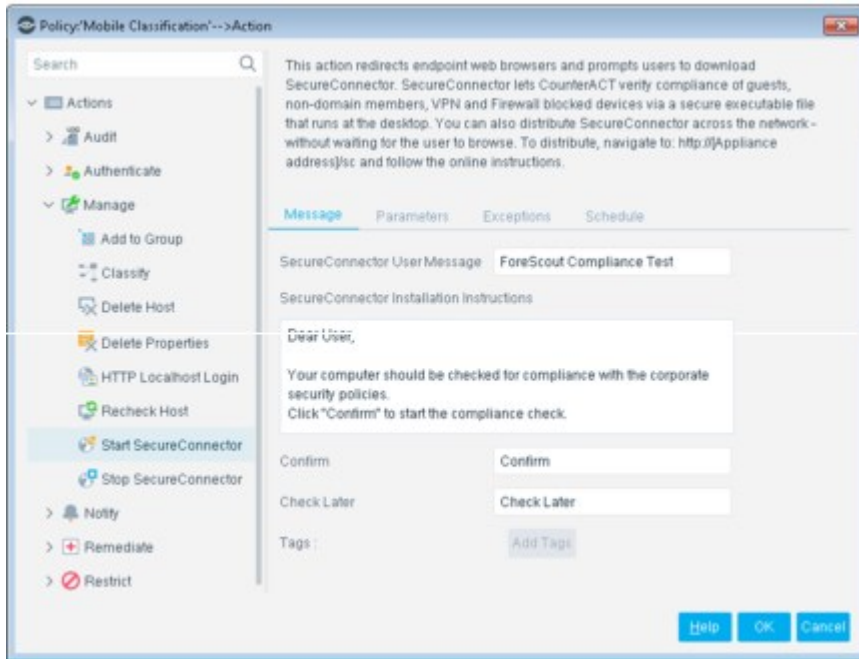 Policy:'Mobile Classification'-->Action
Search
Actions
Audit
Authenticate
Manage
Add to Group
Classify
Delete Host
Delete Properties
HTTP Localhost Login
Recheck Host
Start SecureConnector
Stop SecureConnector
Notify
Remediate
Restrict
This action redirects endpoint web browsers and prompts users to download
SecureConnector. SecureConnector lets CounterACT verify compliance of guests,
non-domain members, VPN and Firewall blocked devices via a secure executable file
that runs at the desktop. You can also distribute SecureConnector across the network -
without waiting for the user to browse. To distribute, navigate to: http://[Appliance
address]/sc and follow the online instructions.
Message Parameters Exceptions Schedule
SecureConnector User Message ForeScout Compliance Test
SecureConnector Installation Instructions
Dear User,
Your computer should be checked for compliance with the corporate
security policies.
Click "Confirm" to start the compliance check.
Confirm Confirm
Check Later Check Later
Tags : Add Tags
Help OK Cancel